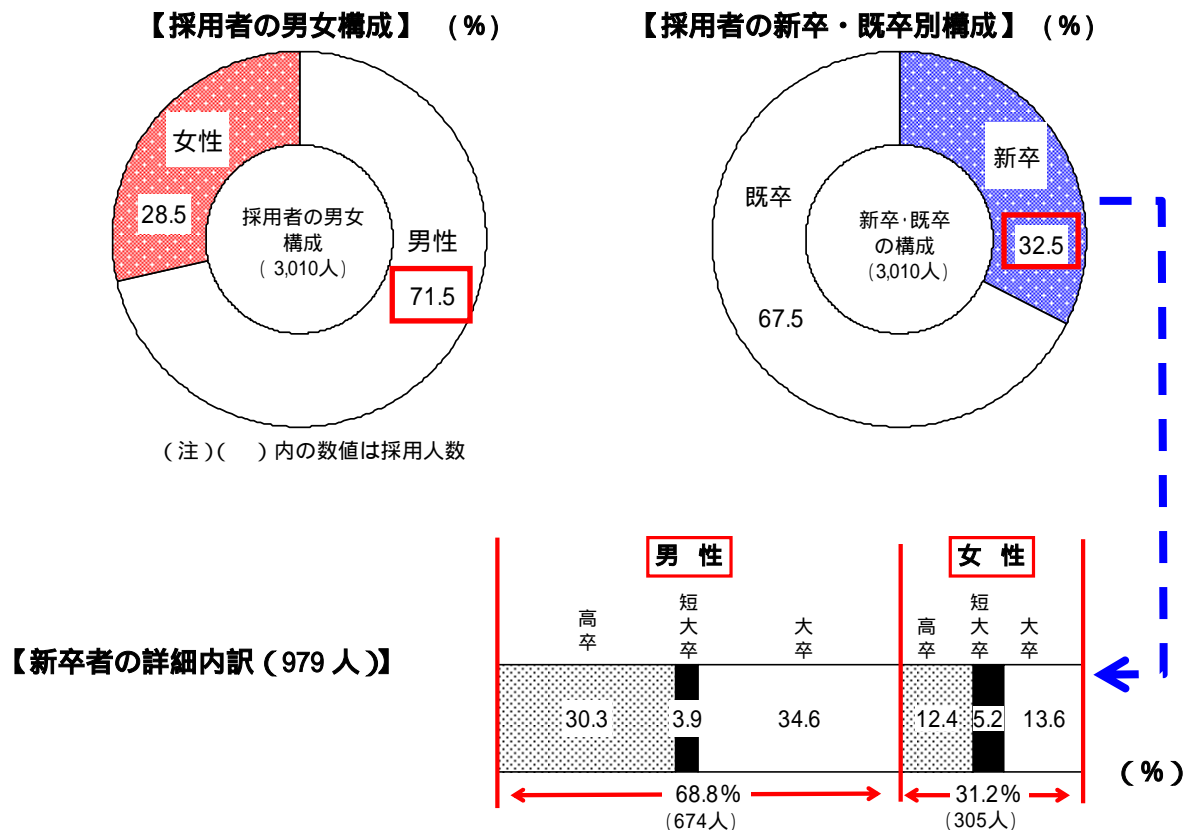 【採用者の男女構成】 (%)
女性
28.5
採用者の男女
構成
(3,010人)
男性
71.5
(注)(　)内の数値は採用人数
【採用者の新卒・既卒別構成】 (%)
新卒
32.5
既卒
67.5
新卒・既卒
の構成
(3,010人)
【新卒者の詳細内訳(979人)】
男 性
女 性
高卒 短大卒 大卒 高卒 短大卒 大卒
30.3 3.9 34.6 12.4 5.2 13.6
(%)
68.8% 31.2%
(674人) (305人)